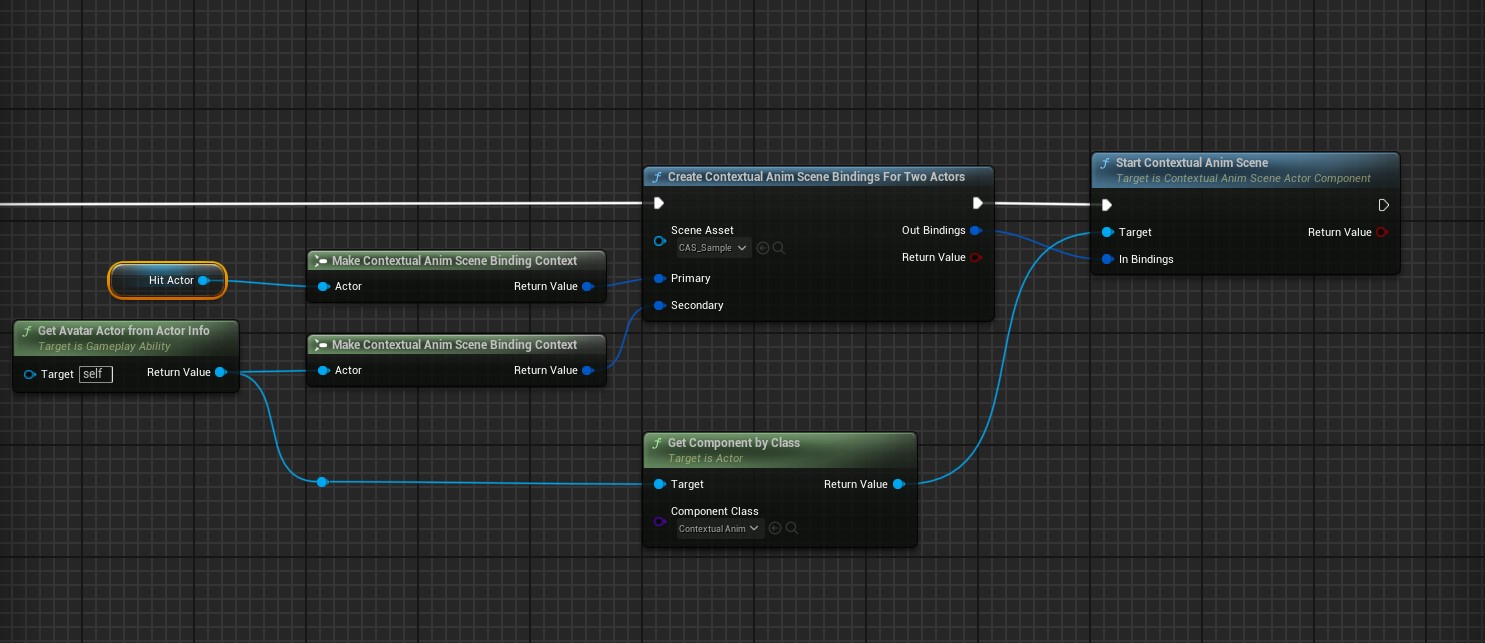 Hit Actor
f Get Avatar Actor from Actor Info
Target is Gameplay Ability
Target self
Return Value
Make Contextual Anim Scene Binding Context
Actor
Return Value
Make Contextual Anim Scene Binding Context
Actor
Return Value
f Create Contextual Anim Scene Bindings For Two Actors
Scene Asset
CAS_Sample
Out Bindings
Return Value
Primary
Secondary
f Get Component by Class
Target is Actor
Target
Return Value
Component Class
Contextual Anim
f Start Contextual Anim Scene
Target is Contextual Anim Scene Actor Component
Target
Return Value
In Bindings